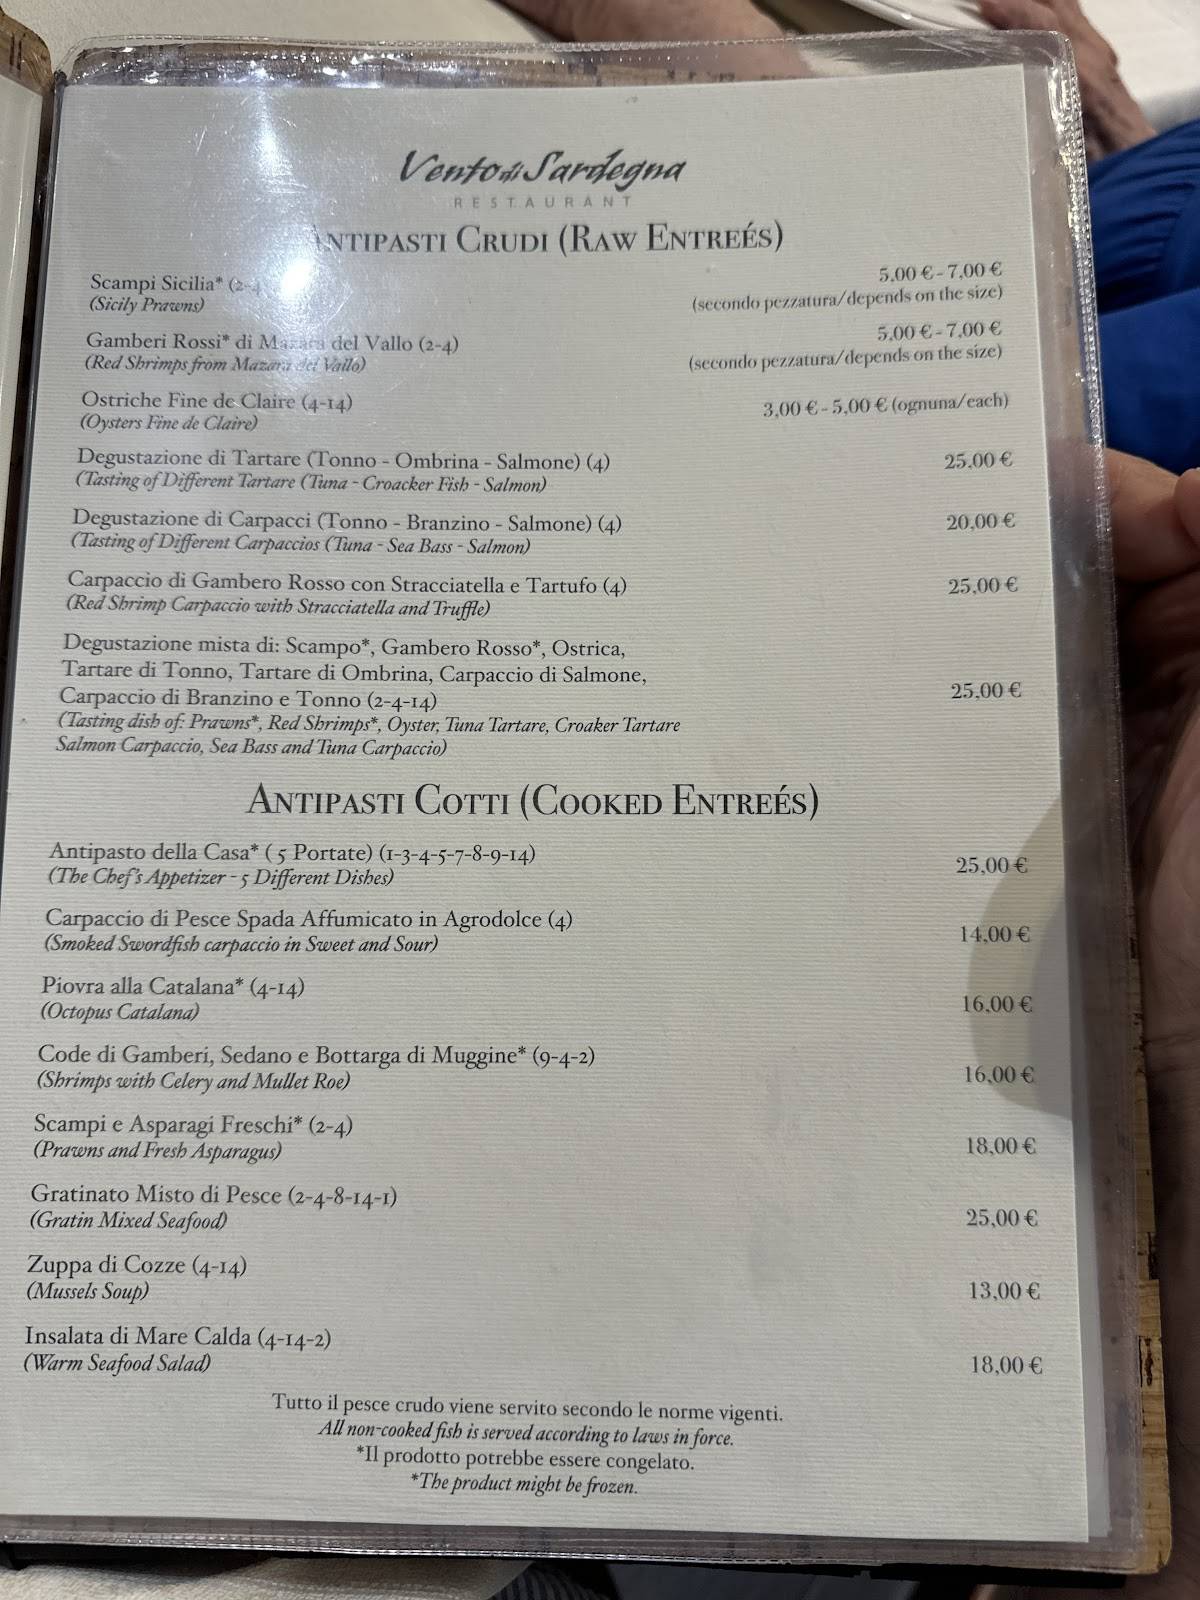 Vento di Sardegna
RESTAURANT
ANTIPASTI CRUDI (RAW ENTREÉS)
Scampi Sicilia* (2-4
5,00 € - 7,00 €
(Sicily Prawns)
(secondo pezzatura/depends on the size)
Gamberi Rossi* di Mazara del Vallo (2-4)
5,00 € - 7,00 €
(Red Shrimps from Mazara del Vallo)
(secondo pezzatura/depends on the size)
Ostriche Fine de Claire (4-14)
3,00 € - 5,00 € (ognuna/each)
(Oysters Fine de Claire)
Degustazione di Tartare (Tonno - Ombrina - Salmone) (4)
25,00 €
(Tasting of Different Tartare (Tuna - Croacker Fish - Salmon)
Degustazione di Carpacci (Tonno - Branzino - Salmone) (4)
20,00 €
(Tasting of Different Carpaccios (Tuna - Sea Bass - Salmon)
Carpaccio di Gambero Rosso con Stracciatella e Tartufo (4)
25,00 €
(Red Shrimp Carpaccio with Stracciatella and Truffle)
Degustazione mista di: Scampo*, Gambero Rosso*, Ostrica,
Tartare di Tonno, Tartare di Ombrina, Carpaccio di Salmone,
Carpaccio di Branzino e Tonno (2-4-14)
25,00 €
(Tasting dish of: Prawns*, Red Shrimps*, Oyster, Tuna Tartare, Croaker Tartare
Salmon Carpaccio, Sea Bass and Tuna Carpaccio)
ANTIPASTI COTTI (COOKED ENTREÉS)
Antipasto della Casa* ( 5 Portate) (1-3-4-5-7-8-9-14)
25,00 €
(The Chef's Appetizer - 5 Different Dishes)
Carpaccio di Pesce Spada Affumicato in Agrodolce (4)
14,00 €
(Smoked Swordfish carpaccio in Sweet and Sour)
Piovra alla Catalana* (4-14)
16,00 €
(Octopus Catalana)
Code di Gamberi, Sedano e Bottarga di Muggine* (9-4-2)
16,00 €
(Shrimps with Celery and Mullet Roe)
Scampi e Asparagi Freschi* (2-4)
18,00 €
(Prawns and Fresh Asparagus)
Gratinato Misto di Pesce (2-4-8-14-1)
25,00 €
(Gratin Mixed Seafood)
Zuppa di Cozze (4-14)
13,00 €
(Mussels Soup)
Insalata di Mare Calda (4-14-2)
18,00 €
(Warm Seafood Salad)
Tutto il pesce crudo viene servito secondo le norme vigenti.
All non-cooked fish is served according to laws in force.
*Il prodotto potrebbe essere congelato.
*The product might be frozen.